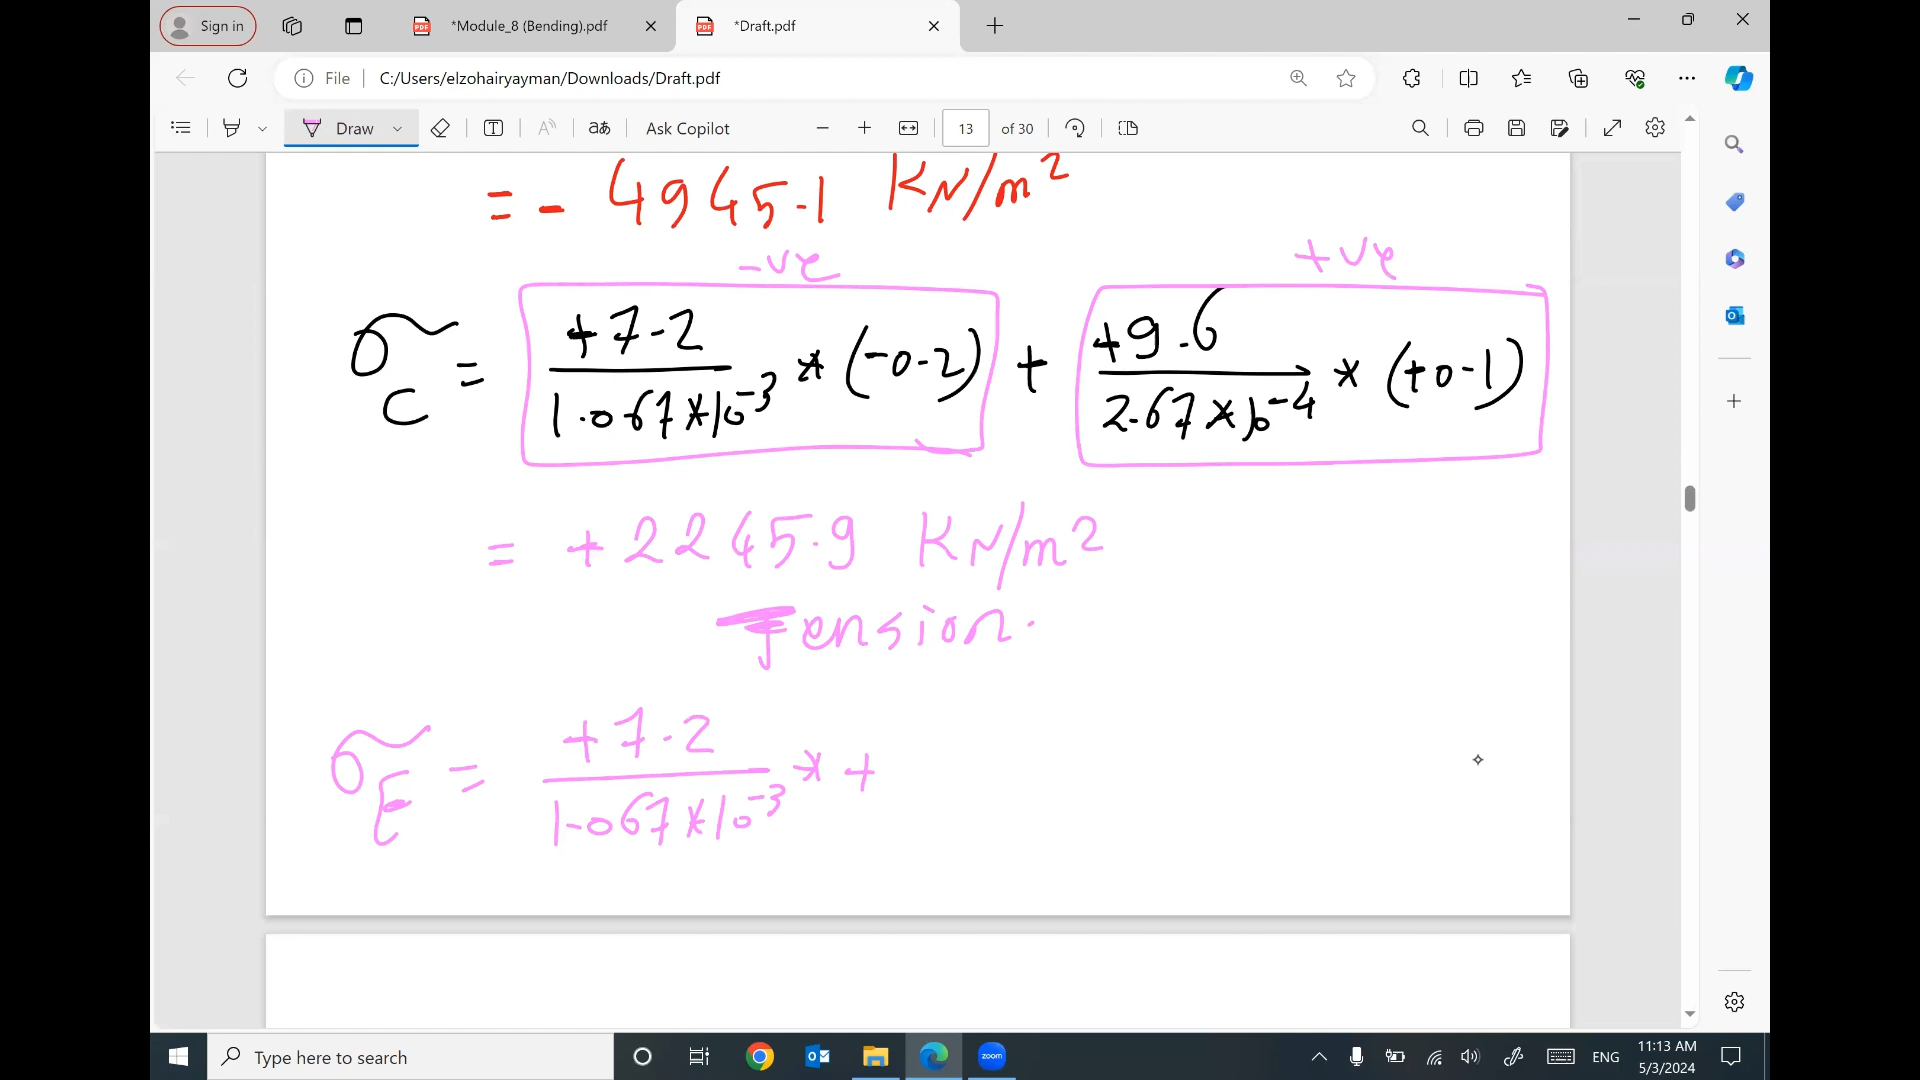 Sign in
*Module_8 (Bending).pdf
*Draft.pdf
File C:/Users/elzohairyayman/Downloads/Draft.pdf
Draw Ask Copilot 13 of 30
= - 4945.1 KN/m²
-ve +ve
σC = +7.2 / 1.067*10⁻³ * (-0.2) + +9.6 / 2.67*10⁻⁴ * (+0.1)
= +2245.9 KN/m²
Tension.
σE = +7.2 / 1.067*10⁻³ * +
Type here to search
zoom
ENG
11:13 AM
5/3/2024